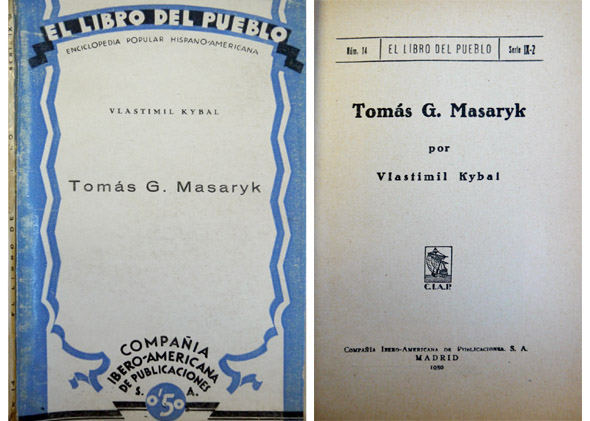 EL LIBRO DEL PUEBLO
ENCICLOPEDIA POPULAR HISPANO-AMERICANA
VLASTIMIL KYBAL
Tomás G. Masaryk
COMPAÑIA
IBERO-AMERICANA
DE PUBLICACIONES
S. A.
0'50
Núm. 14 EL LIBRO DEL PUEBLO Serie IX-2
Tomás G. Masaryk
por
Vlastimil Kybal
C.I.A.P.
COMPAÑÍA IBERO-AMERICANA DE PUBLICACIONES, S. A.
MADRID
1930